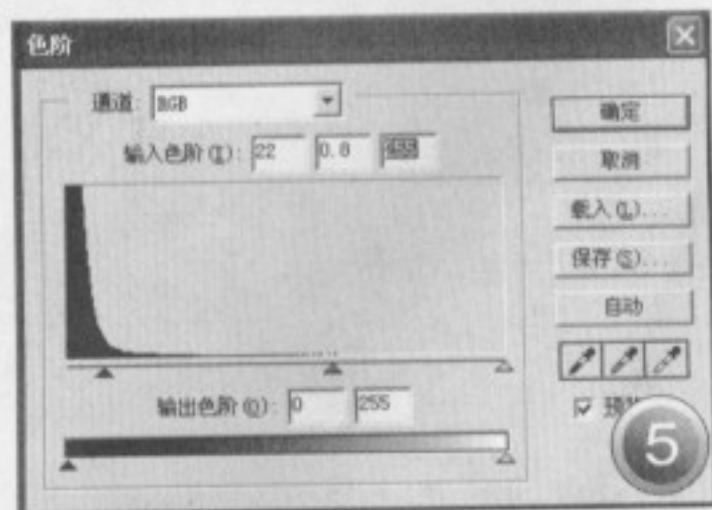 色阶
通道: RGB
输入色阶(I): 22 0.8 255
确定
取消
载入(L)...
保存(S)...
自动
输出色阶(O): 0 255
5